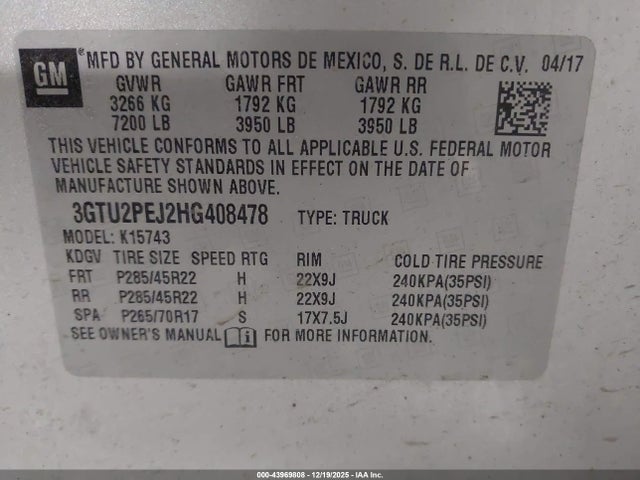 GM MFD BY GENERAL MOTORS DE MEXICO, S. DE R.L. DE C.V. 04/17
GVWR GAWR FRT GAWR RR
3266 KG 1792 KG 1792 KG
7200 LB 3950 LB 3950 LB
THIS VEHICLE CONFORMS TO ALL APPLICABLE U.S. FEDERAL MOTOR
VEHICLE SAFETY STANDARDS IN EFFECT ON THE DATE OF
MANUFACTURE SHOWN ABOVE.
3GTU2PEJ2HG408478 TYPE: TRUCK
MODEL: K15743
KDGV TIRE SIZE SPEED RTG RIM COLD TIRE PRESSURE
FRT P285/45R22 H 22X9J 240KPA(35PSI)
RR P285/45R22 H 22X9J 240KPA(35PSI)
SPA P265/70R17 S 17X7.5J 240KPA(35PSI)
SEE OWNER'S MANUAL FOR MORE INFORMATION.
000-43969808 - 12/19/2025 - IAA Inc.